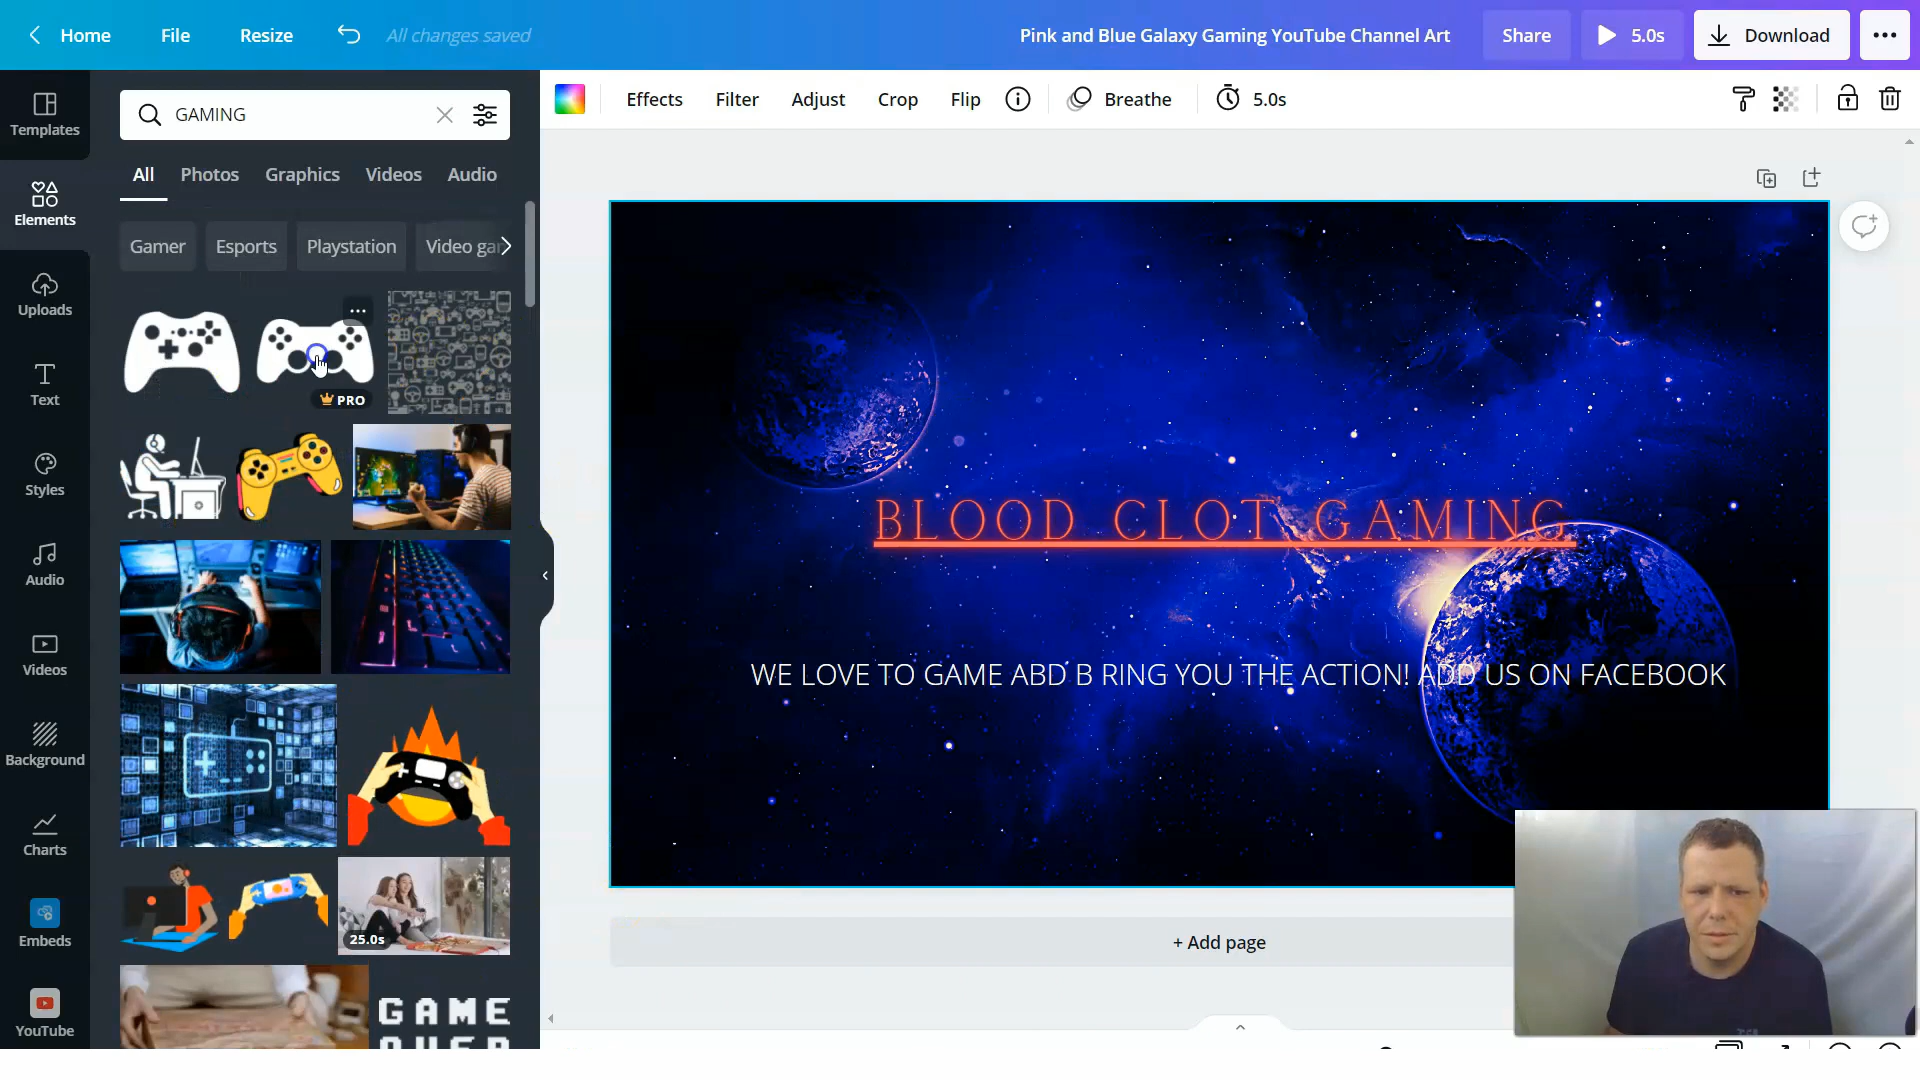 Home File Resize All changes saved Pink and Blue Galaxy Gaming YouTube Channel Art Share 5.0s Download
Templates
Elements
Uploads
Text
Styles
Audio
Videos
Background
Charts
Embeds
YouTube
GAMING
All Photos Graphics Videos Audio
Gamer Esports Playstation Video gam
PRO
25.0s
GAME
OVER
Effects Filter Adjust Crop Flip Breathe 5.0s
BLOOD CLOT GAMING
WE LOVE TO GAME ABD B RING YOU THE ACTION! ADD US ON FACEBOOK
+ Add page